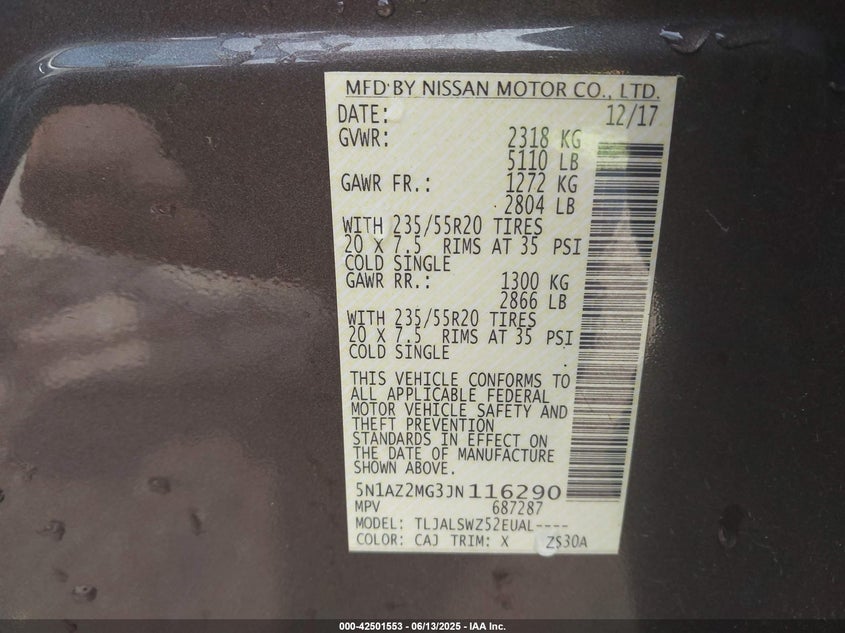 MFD BY NISSAN MOTOR CO., LTD.
DATE: 12/17
GVWR: 2318 KG
5110 LB
GAWR FR.: 1272 KG
2804 LB
WITH 235/55R20 TIRES
20 X 7.5 RIMS AT 35 PSI
COLD SINGLE
GAWR RR.: 1300 KG
2866 LB
WITH 235/55R20 TIRES
20 X 7.5 RIMS AT 35 PSI
COLD SINGLE
THIS VEHICLE CONFORMS TO
ALL APPLICABLE FEDERAL
MOTOR VEHICLE SAFETY AND
THEFT PREVENTION
STANDARDS IN EFFECT ON
THE DATE OF MANUFACTURE
SHOWN ABOVE.
5N1AZ2MG3JN116290
MPV 687287
MODEL: TLJALSWZ52EUAL----
COLOR: CAJ TRIM: X ZS30A
000-42501553 - 06/13/2025 - IAA Inc.